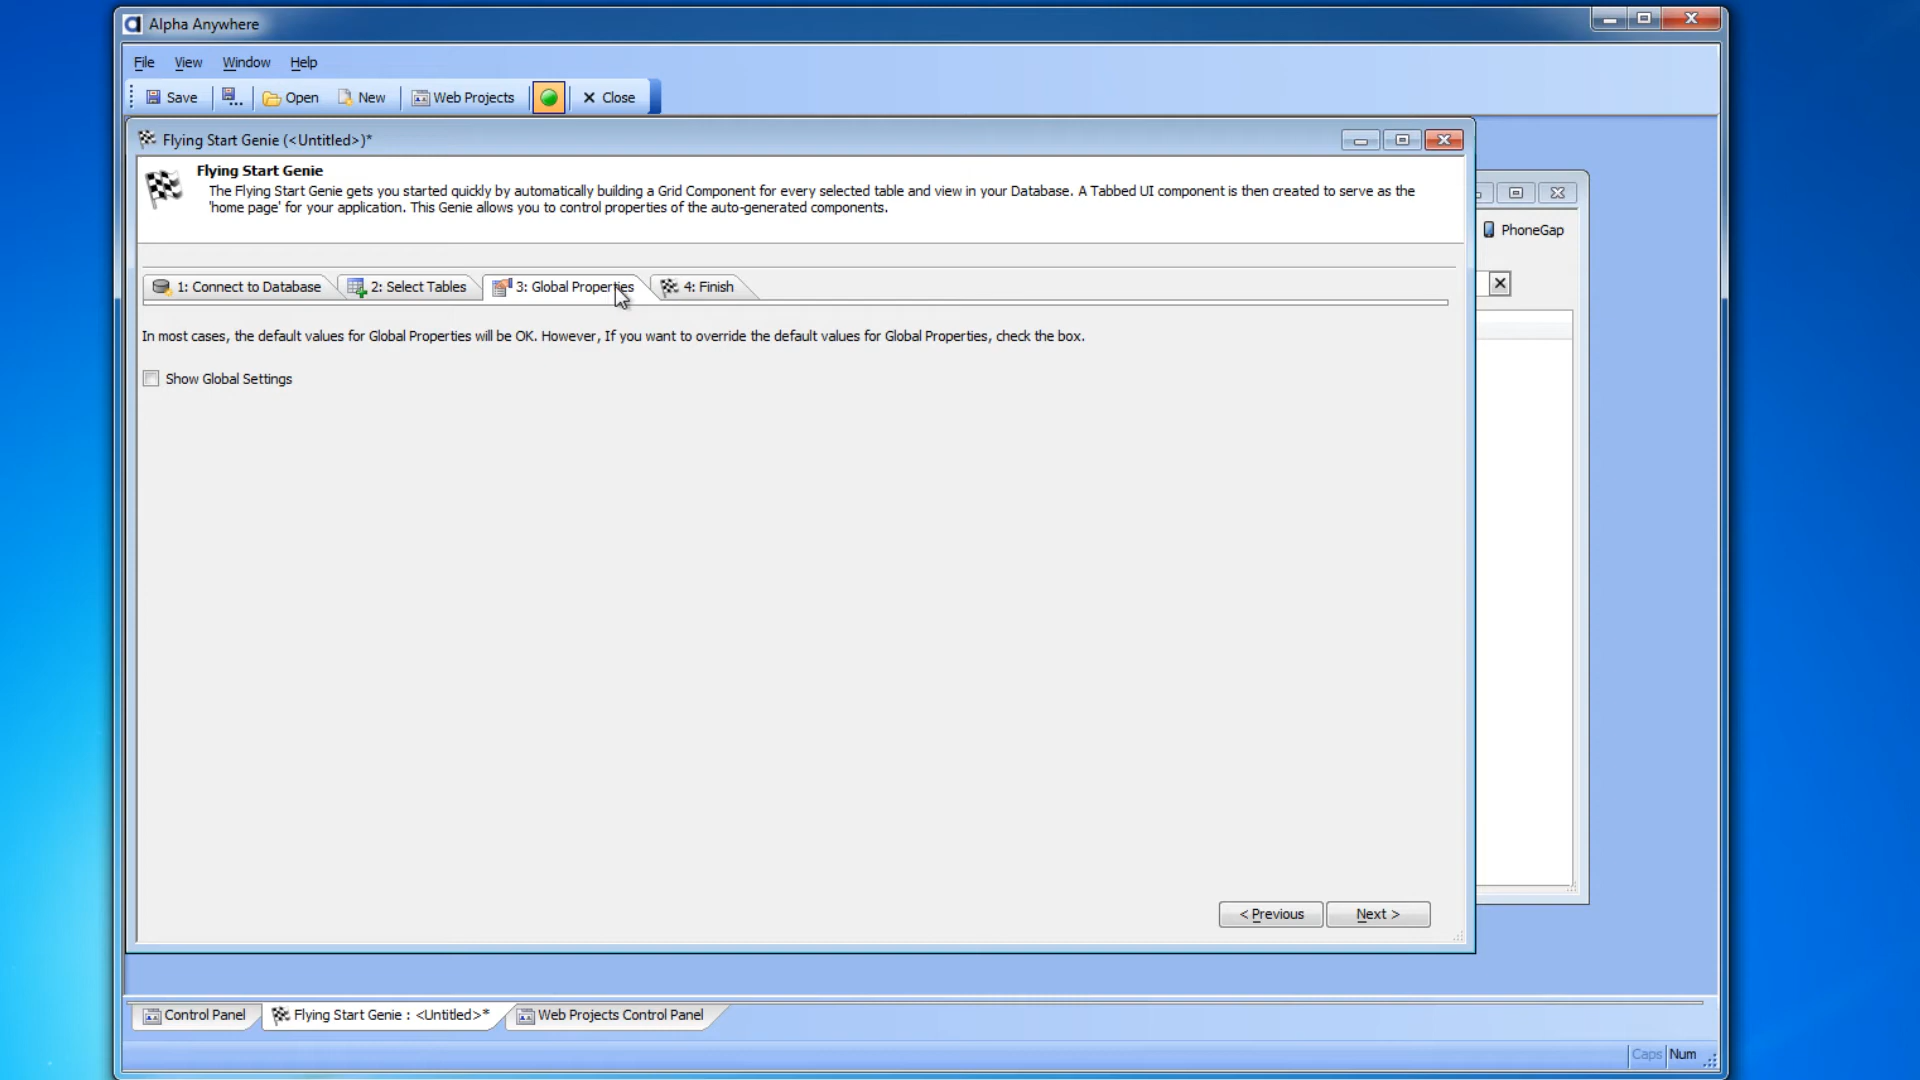 Alpha Anywhere
File View Window Help
Save Open New Web Projects Close
Flying Start Genie (<Untitled>)*
Flying Start Genie
The Flying Start Genie gets you started quickly by automatically building a Grid Component for every selected table and view in your Database. A Tabbed UI component is then created to serve as the
'home page' for your application. This Genie allows you to control properties of the auto-generated components.
PhoneGap
1: Connect to Database 2: Select Tables 3: Global Properties 4: Finish
In most cases, the default values for Global Properties will be OK. However, If you want to override the default values for Global Properties, check the box.
Show Global Settings
< Previous Next >
Control Panel Flying Start Genie : <Untitled>* Web Projects Control Panel
Caps Num